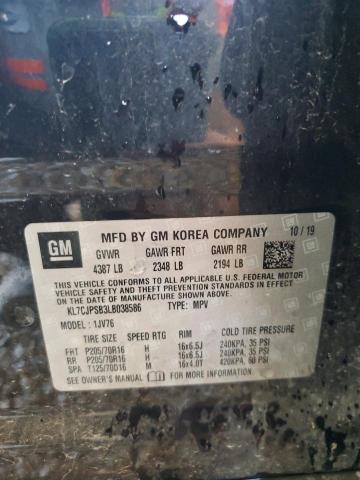 GM
MFD BY GM KOREA COMPANY 10/19
GVWR GAWR FRT GAWR RR
4387 LB 2348 LB 2194 LB
THIS VEHICLE CONFORMS TO ALL APPLICABLE U.S. FEDERAL MOTOR
VEHICLE SAFETY AND THEFT PREVENTION STANDARDS IN
EFFECT ON THE DATE OF MANUFACTURE SHOWN ABOVE.
KL7CJPSB3LB038586 TYPE: MPV
MODEL: 1JV76
TIRE SIZE SPEED RTG RIM COLD TIRE PRESSURE
FRT P205/70R16 H 16x6.5J 240KPA, 35 PSI
RR P205/70R16 H 16x6.5J 240KPA, 35 PSI
SPA T125/70D16 M 16x4.0T 420KPA, 60 PSI
SEE OWNER'S MANUAL FOR MORE INFORMATION